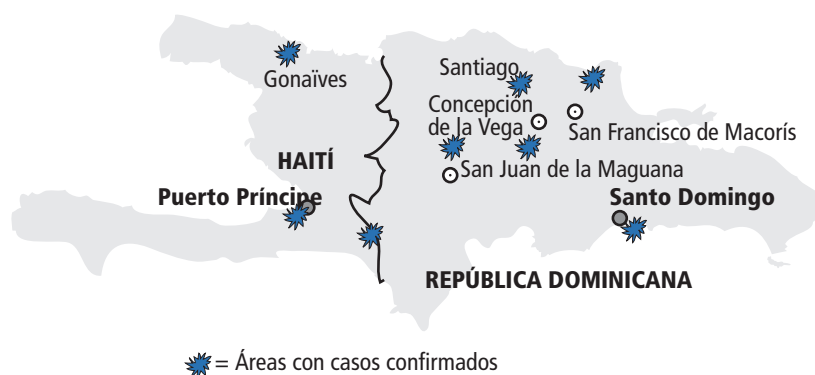 Gonaïves
Santiago
Concepción
de la Vega
San Francisco de Macorís
HAITÍ
San Juan de la Maguana
Puerto Príncipe
Santo Domingo
REPÚBLICA DOMINICANA
= Áreas con casos confirmados